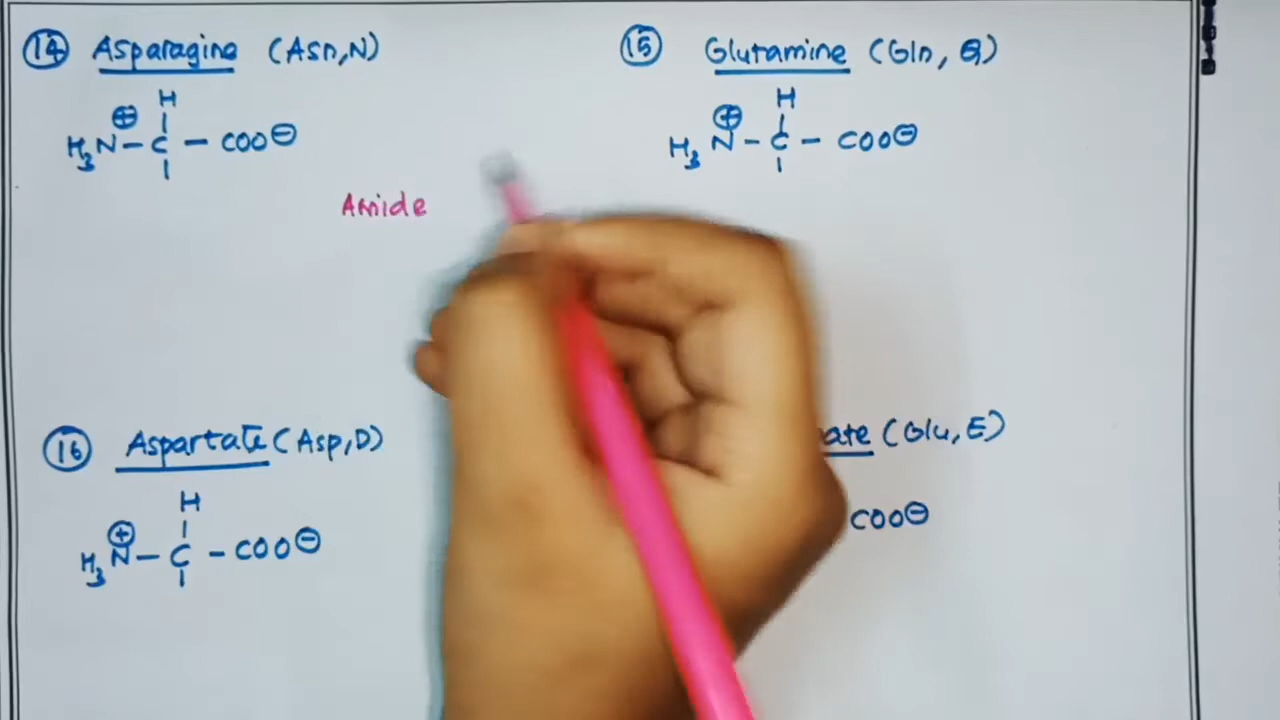 14 Asparagine (Asn, N)
H
H3N⊕ – C – COO⊖
Amide
15 Glutamine (Gln, Q)
H
H3N⊕ – C – COO⊖
16 Aspartate (Asp, D)
H
H3N⊕ – C – COO⊖
ate (Glu, E)
COO⊖